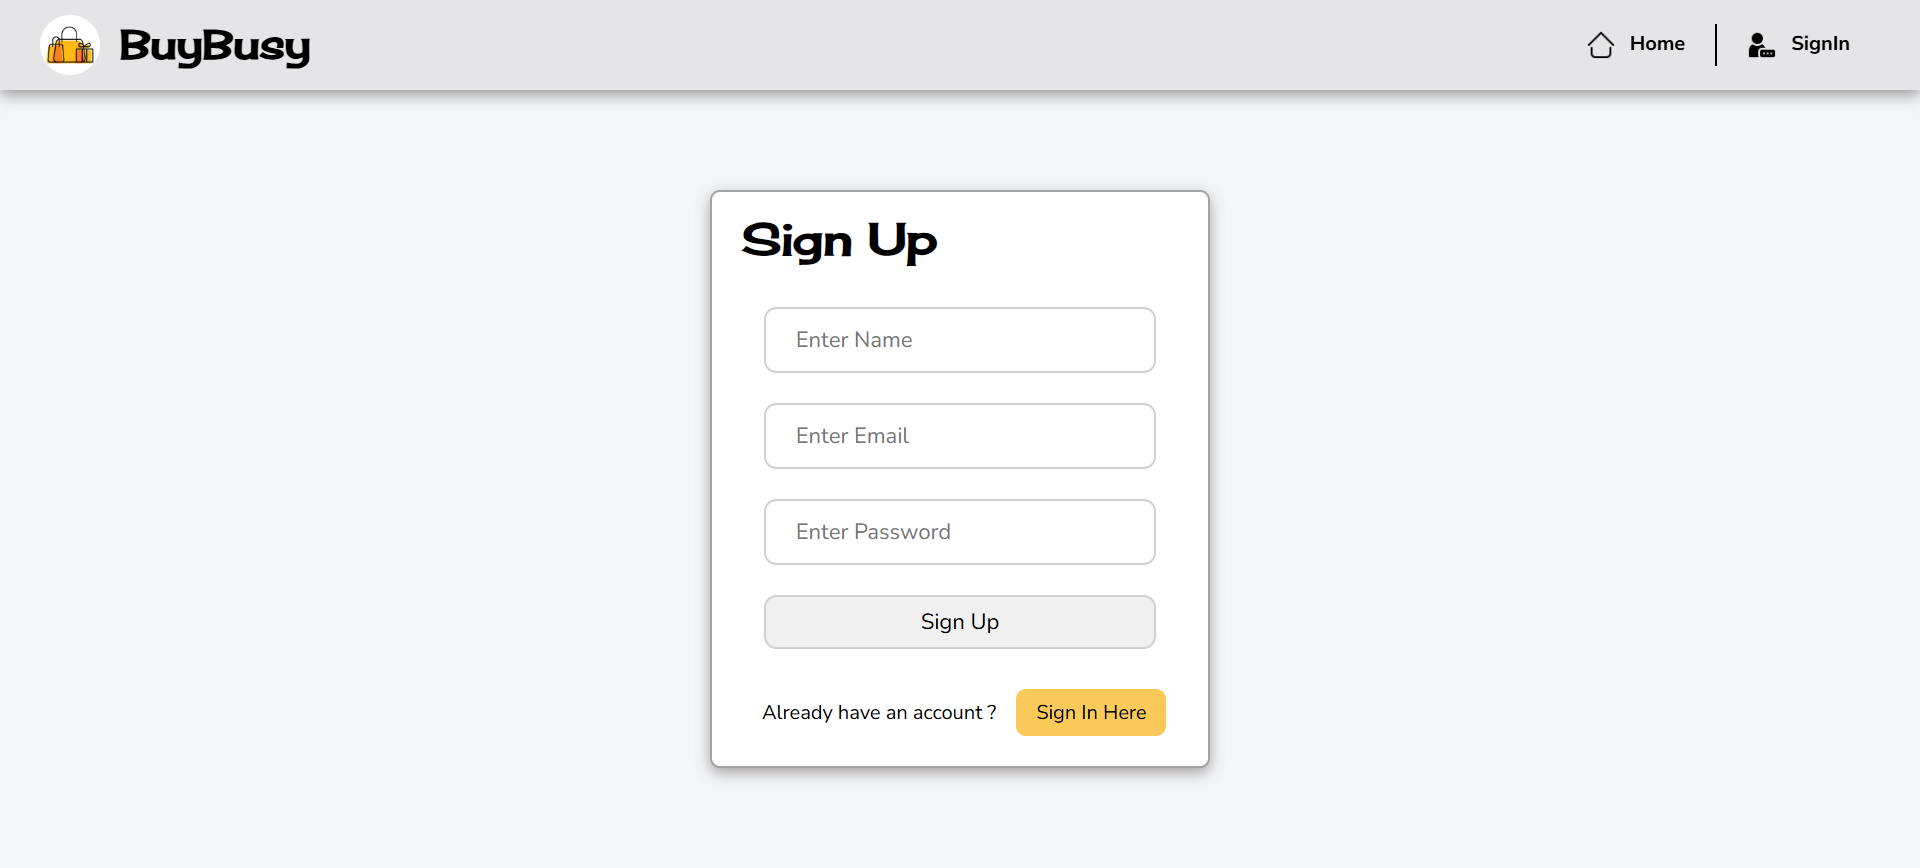 BuyBusy
Home
SignIn
Sign Up
Enter Name
Enter Email
Enter Password
Sign Up
Already have an account ? Sign In Here